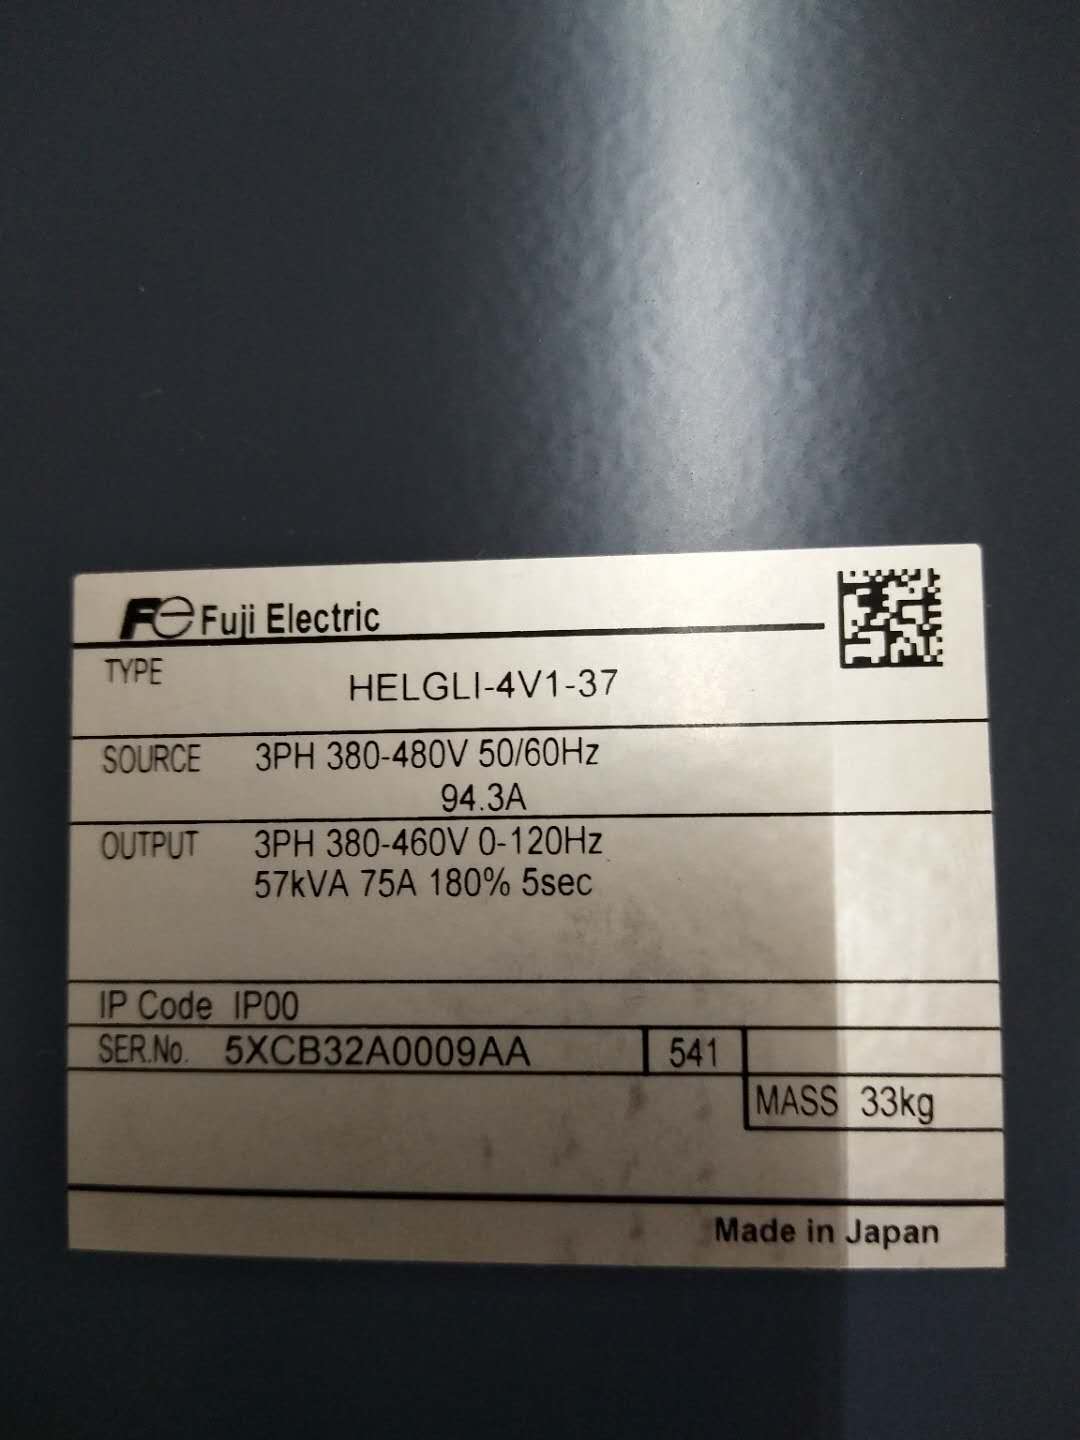 Fe Fuji Electric
TYPE HELGLI-4V1-37
SOURCE 3PH 380-480V 50/60Hz
94.3A
OUTPUT 3PH 380-460V 0-120Hz
57kVA 75A 180% 5sec
IP Code IP00
SER.No. 5XCB32A0009AA 541
MASS 33kg
Made in Japan